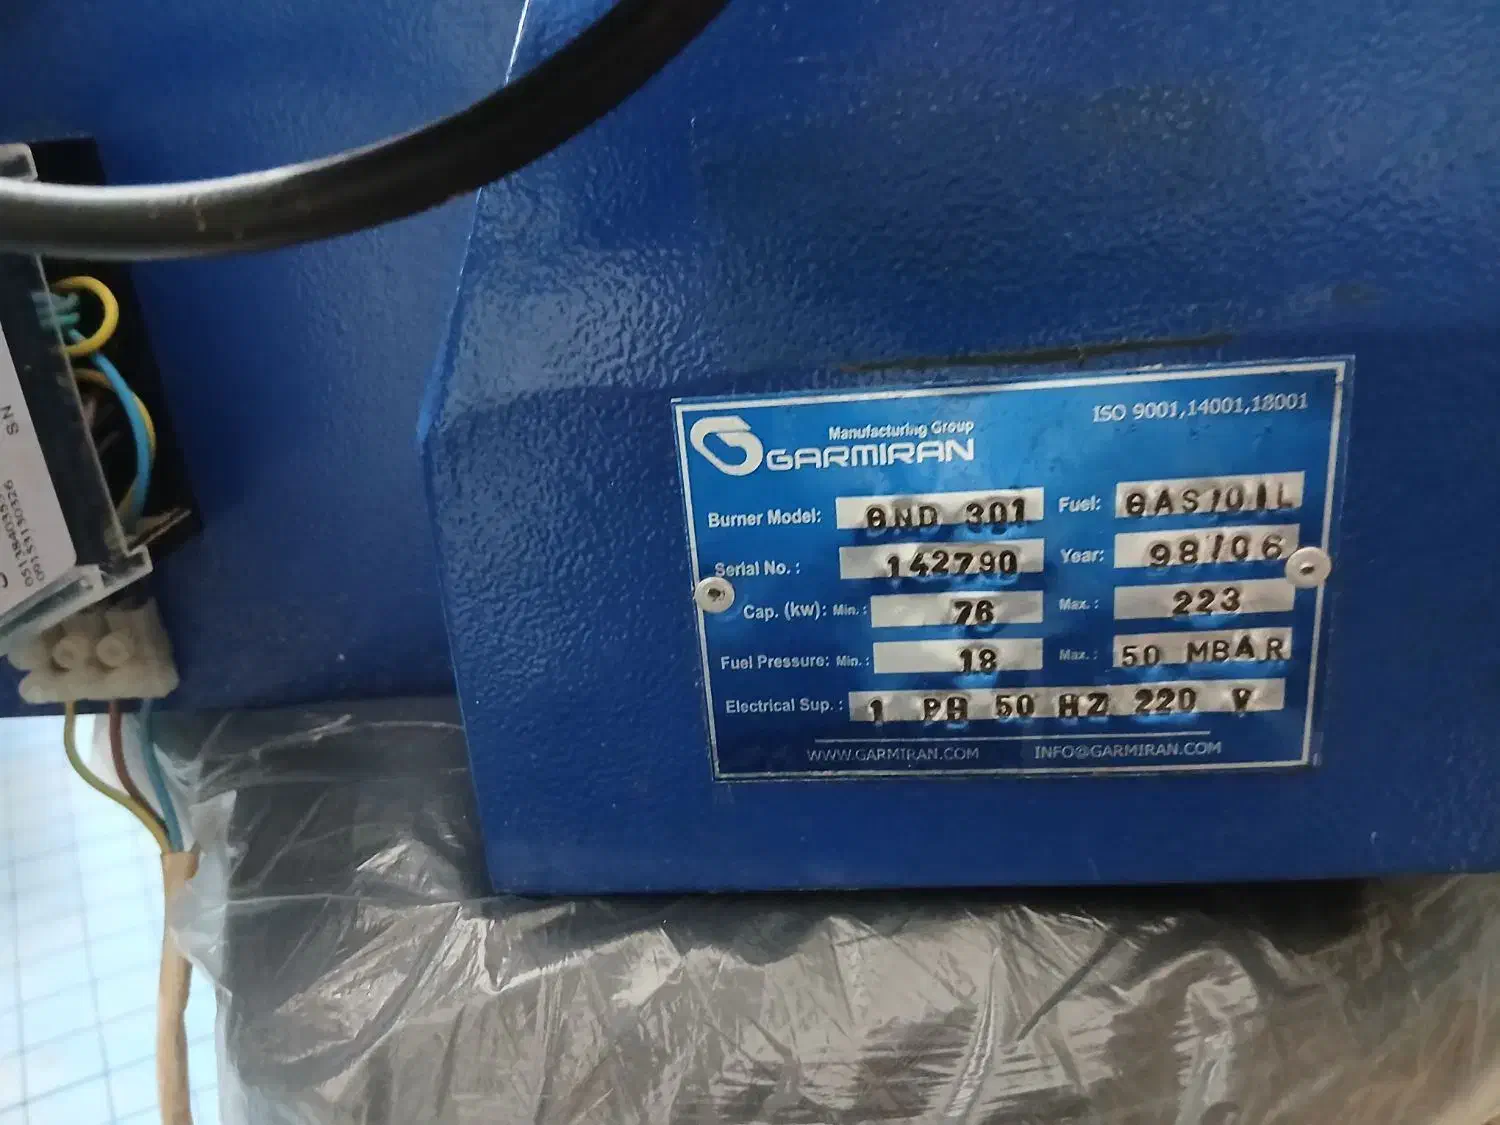 Manufacturing Group
GARMIRAN
ISO 9001,14001,18001
Burner Model: GND 301 Fuel: GAS/OIL
Serial No.: 142790 Year: 98/06
Cap. (kw): Min.: 76 Max.: 223
Fuel Pressure: Min.: 18 Max.: 50 MBAR
Electrical Sup.: 1 PH 50 HZ 220 V
WWW.GARMIRAN.COM INFO@GARMIRAN.COM
S N